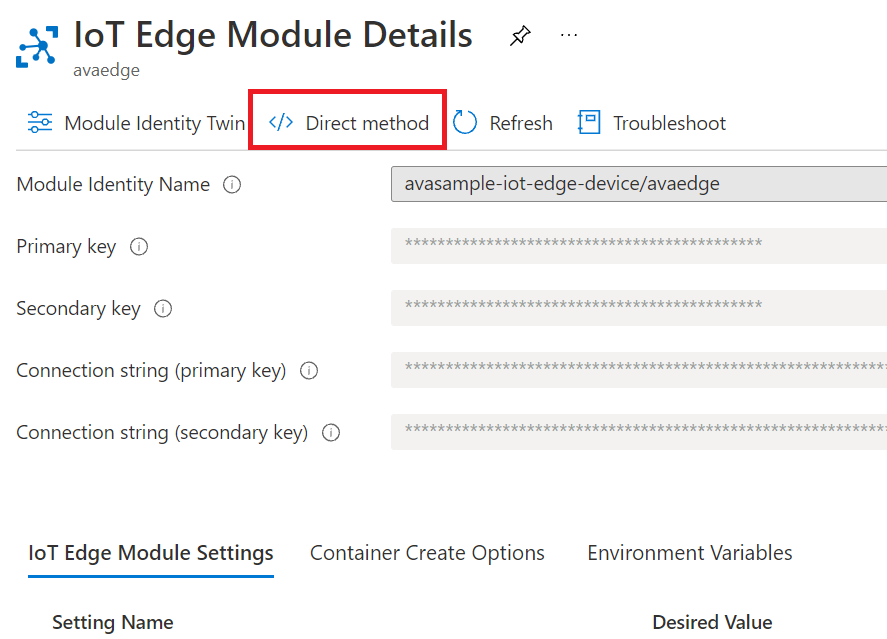 IoT Edge Module Details
avaedge
Module Identity Twin </> Direct method Refresh Troubleshoot
Module Identity Name avasample-iot-edge-device/avaedge
Primary key ********************************************
Secondary key ********************************************
Connection string (primary key) ***********************************************************
Connection string (secondary key) ***********************************************************
IoT Edge Module Settings Container Create Options Environment Variables
Setting Name Desired Value